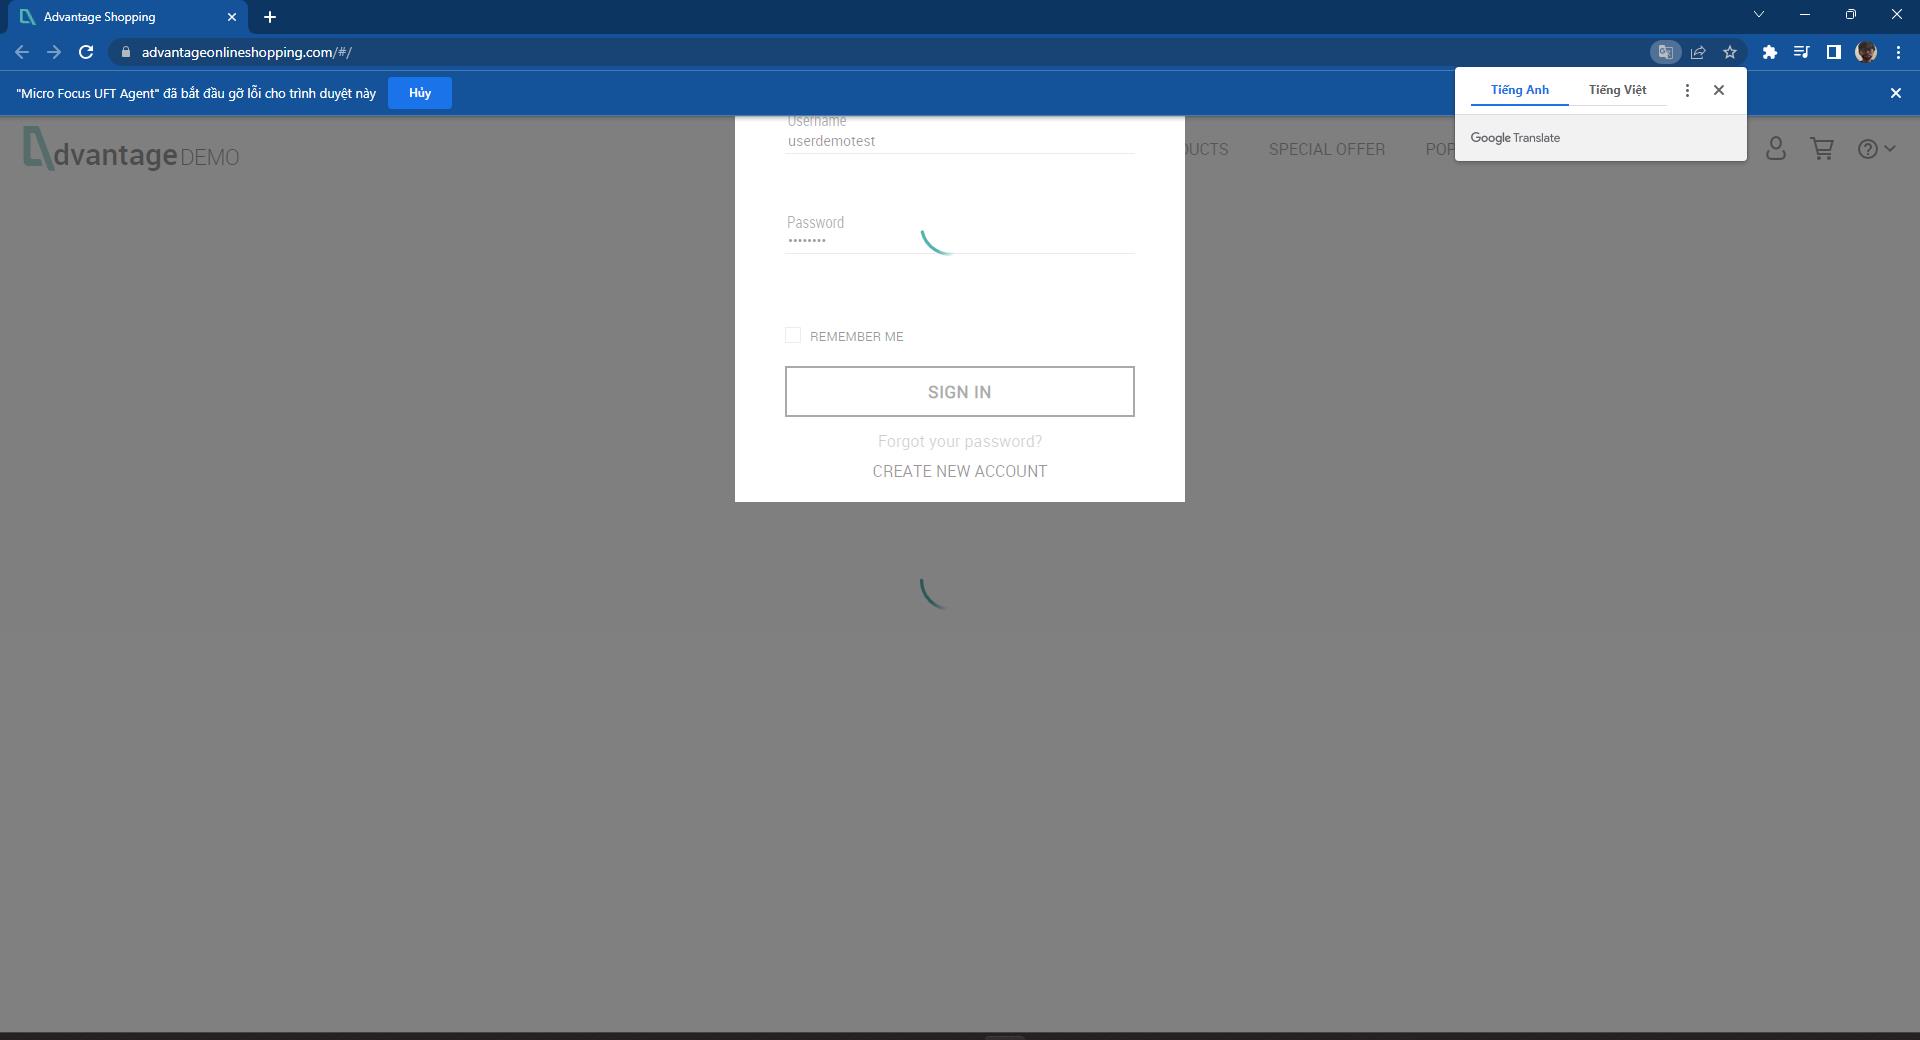 Advantage Shopping
advantageonlineshopping.com/#/
"Micro Focus UFT Agent" đã bắt đầu gỡ lỗi cho trình duyệt này
Hủy
Tiếng Anh
Tiếng Việt
Google Translate
dvantage DEMO
DUCTS
SPECIAL OFFER
POP
Username
userdemotest
Password
••••••••
REMEMBER ME
SIGN IN
Forgot your password?
CREATE NEW ACCOUNT